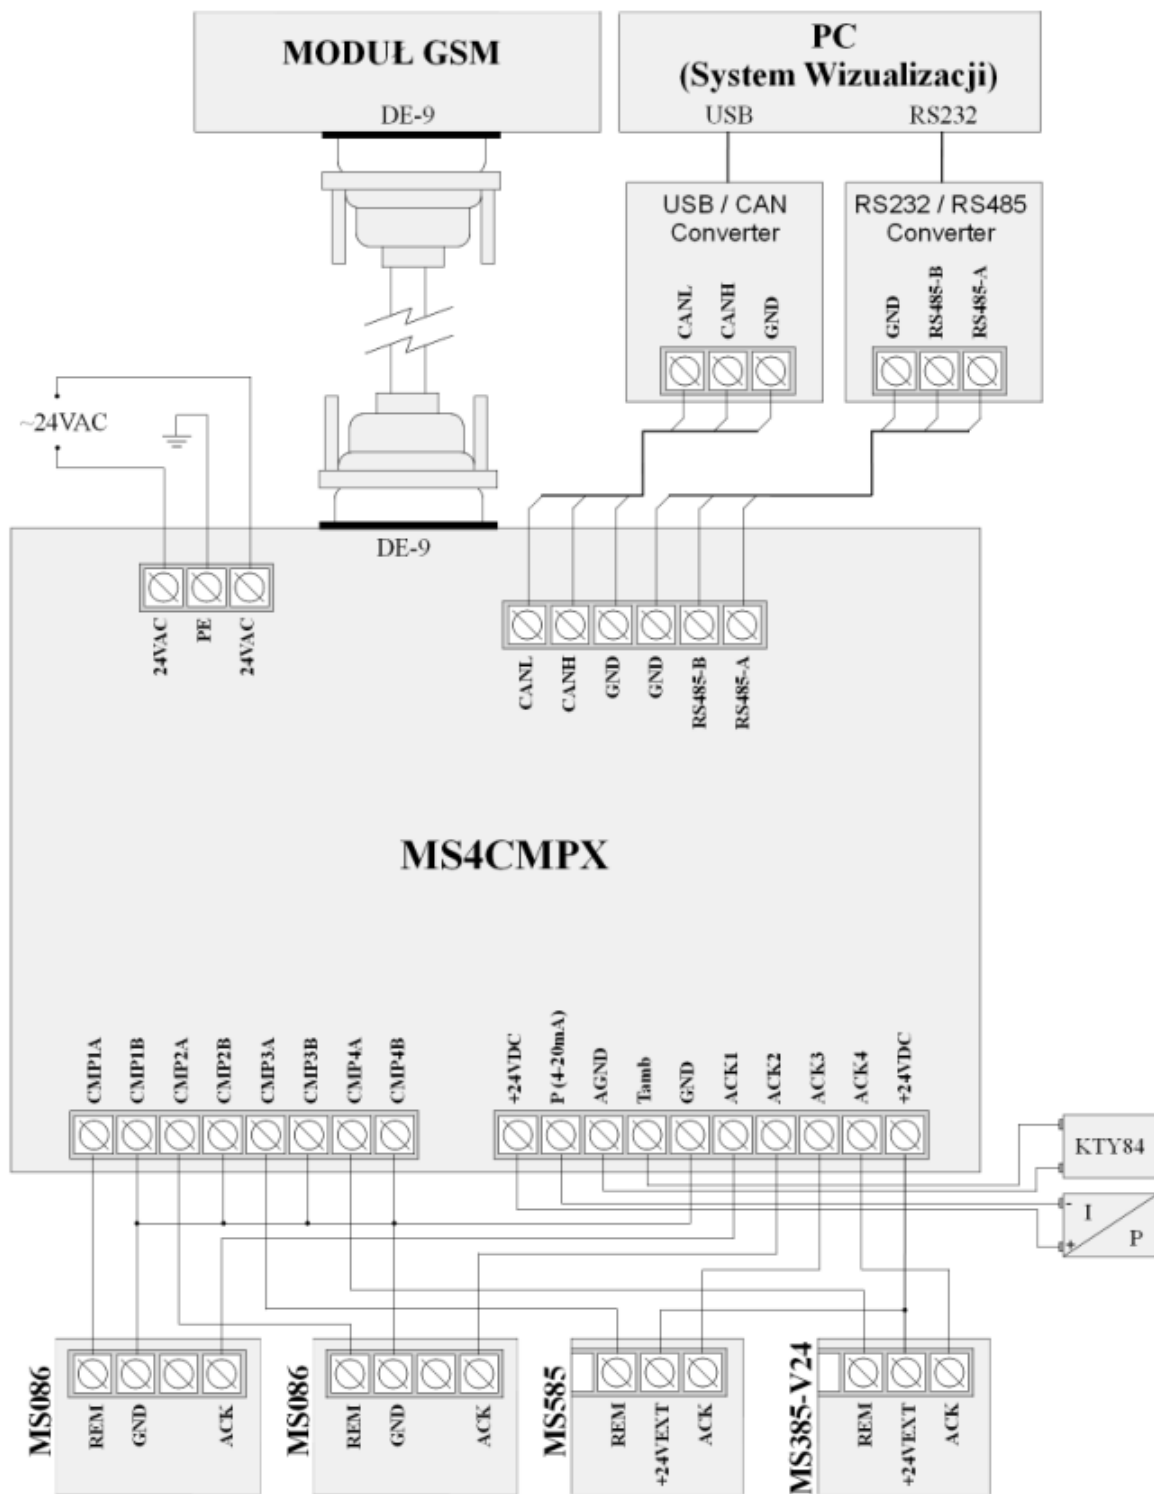 MODUŁ GSM
DE-9
PC
(System Wizualizacji)
USB
RS232
USB / CAN
Converter
CANL
CANH
GND
RS232 / RS485
Converter
GND
RS485-B
RS485-A
~24VAC
DE-9
24VAC
PE
24VAC
CANL
CANH
GND
GND
RS485-B
RS485-A
MS4CMPX
CMP1A
CMP1B
CMP2A
CMP2B
CMP3A
CMP3B
CMP4A
CMP4B
+24VDC
P (4-20mA)
AGND
Tamb
GND
ACK1
ACK2
ACK3
ACK4
+24VDC
KTY84
-
I
+
P
MS086
REM
GND
ACK
MS086
REM
GND
ACK
MS585
REM
+24VEXT
ACK
MS385-V24
REM
+24VEXT
ACK